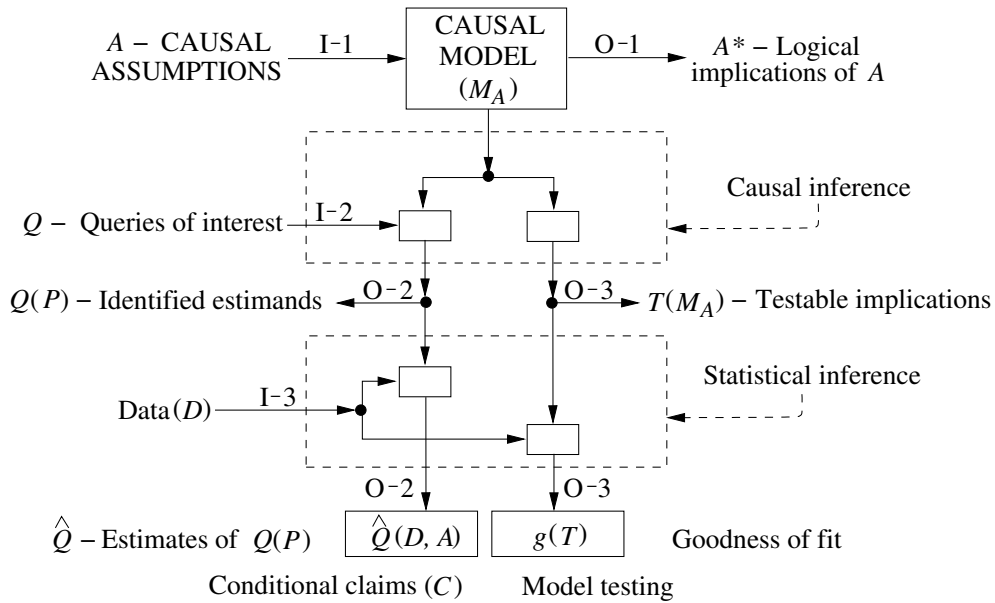 A – CAUSAL
ASSUMPTIONS
I-1
CAUSAL
MODEL
(M_A)
O-1
A* – Logical
implications of A
Causal inference
Q – Queries of interest
I-2
Q(P) – Identified estimands
O-2
O-3
T(M_A) – Testable implications
Statistical inference
Data(D)
I-3
O-2
O-3
Q̂ – Estimates of Q(P)
Q̂(D, A)
g(T)
Goodness of fit
Conditional claims (C)
Model testing